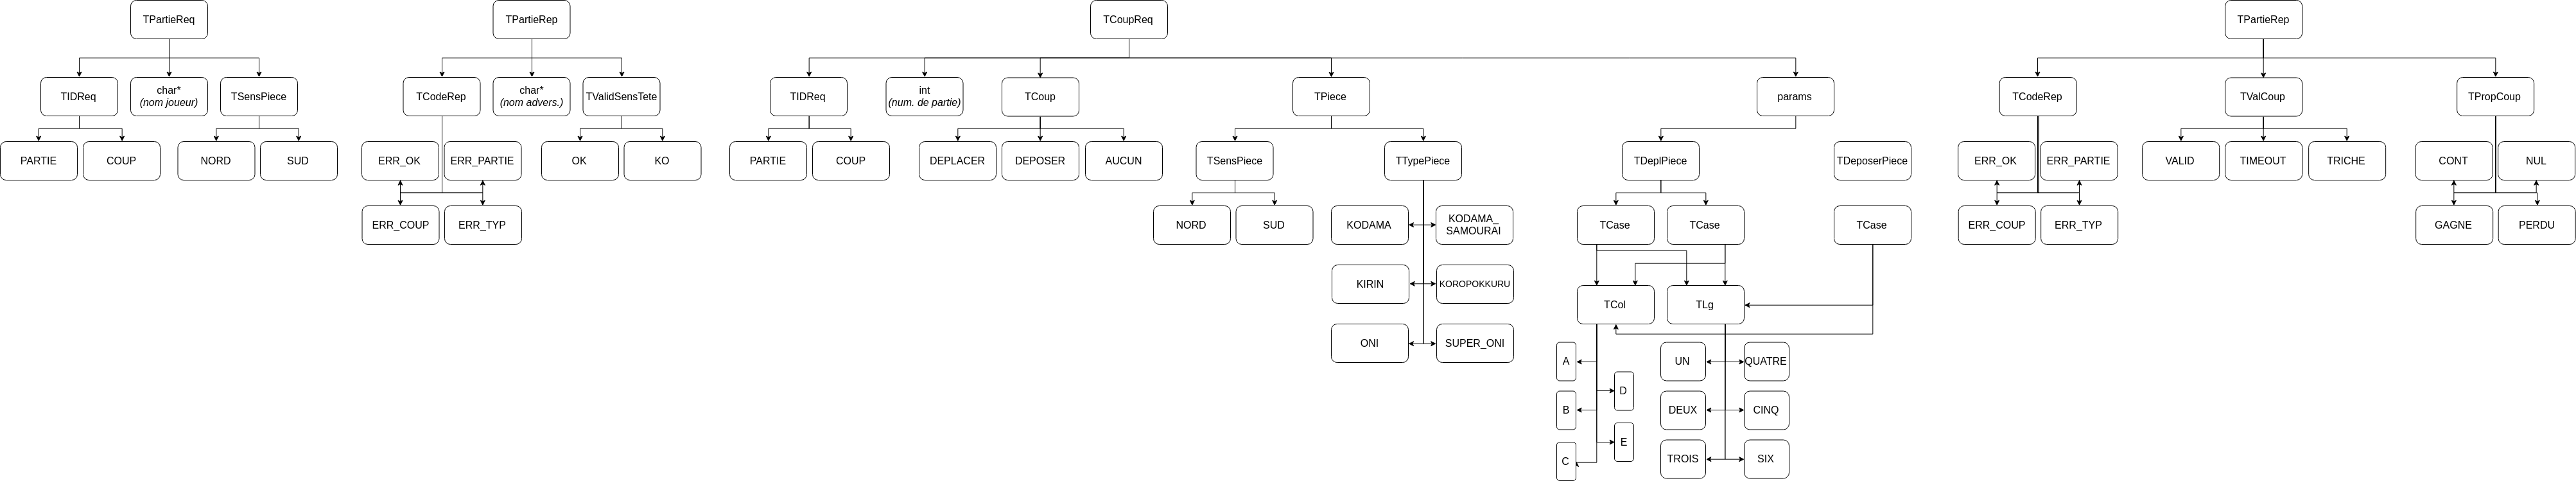 TPartieReq
TPartieRep
TCoupReq
TPartieRep
TIDReq
char*
(nom joueur)
TSensPiece
TCodeRep
char*
(nom advers.)
TValidSensTete
TIDReq
int
(num. de partie)
TCoup
TPiece
params
TCodeRep
TValCoup
TPropCoup
PARTIE
COUP
NORD
SUD
ERR_OK
ERR_PARTIE
OK
KO
PARTIE
COUP
DEPLACER
DEPOSER
AUCUN
TSensPiece
TTypePiece
TDeplPiece
TDeposerPiece
ERR_OK
ERR_PARTIE
VALID
TIMEOUT
TRICHE
CONT
NUL
ERR_COUP
ERR_TYP
NORD
SUD
KODAMA
KODAMA_
SAMOURAI
TCase
TCase
TCase
ERR_COUP
ERR_TYP
GAGNE
PERDU
KIRIN
KOROPOKKURU
TCol
TLg
ONI
SUPER_ONI
A
UN
QUATRE
D
B
DEUX
CINQ
E
C
TROIS
SIX